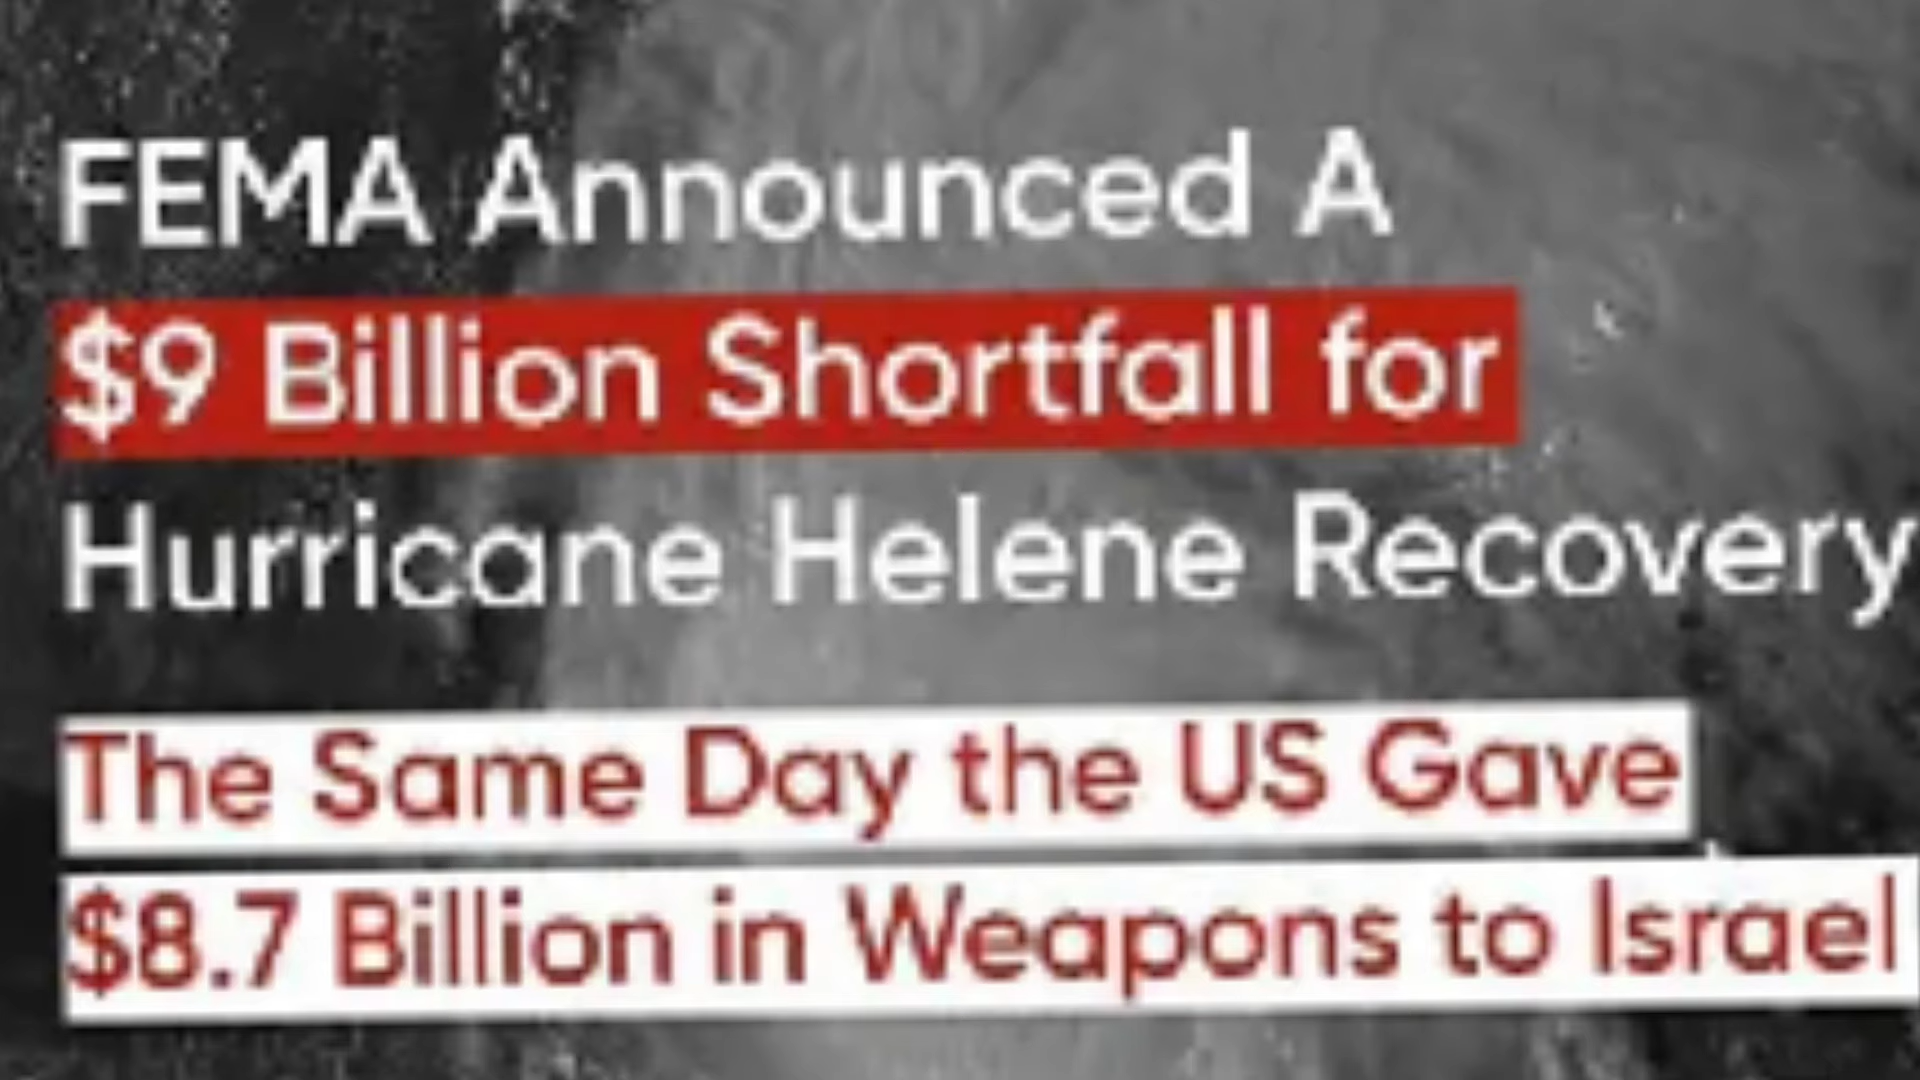 FEMA Announced A
$9 Billion Shortfall for
Hurricane Helene Recovery
The Same Day the US Gave
$8.7 Billion in Weapons to Israel